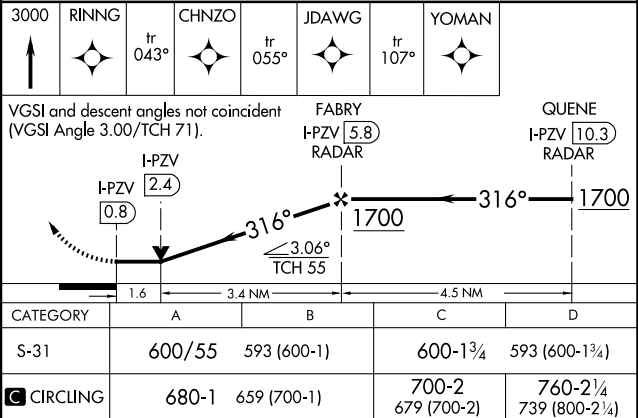 3000 RINNG tr 043° CHNZO tr 055° JDAWG tr 107° YOMAN
VGSI and descent angles not coincident
(VGSI Angle 3.00/TCH 71).
FABRY
I-PZV 5.8
RADAR
QUENE
I-PZV 10.3
RADAR
I-PZV
2.4
I-PZV
0.8
316°
1700
316°
1700
3.06°
TCH 55
1.6 3.4 NM 4.5 NM
CATEGORY A B C D
S-31 600/55 593 (600-1) 600-1¾ 593 (600-1¾)
C CIRCLING 680-1 659 (700-1) 700-2 679 (700-2) 760-2¼ 739 (800-2¼)